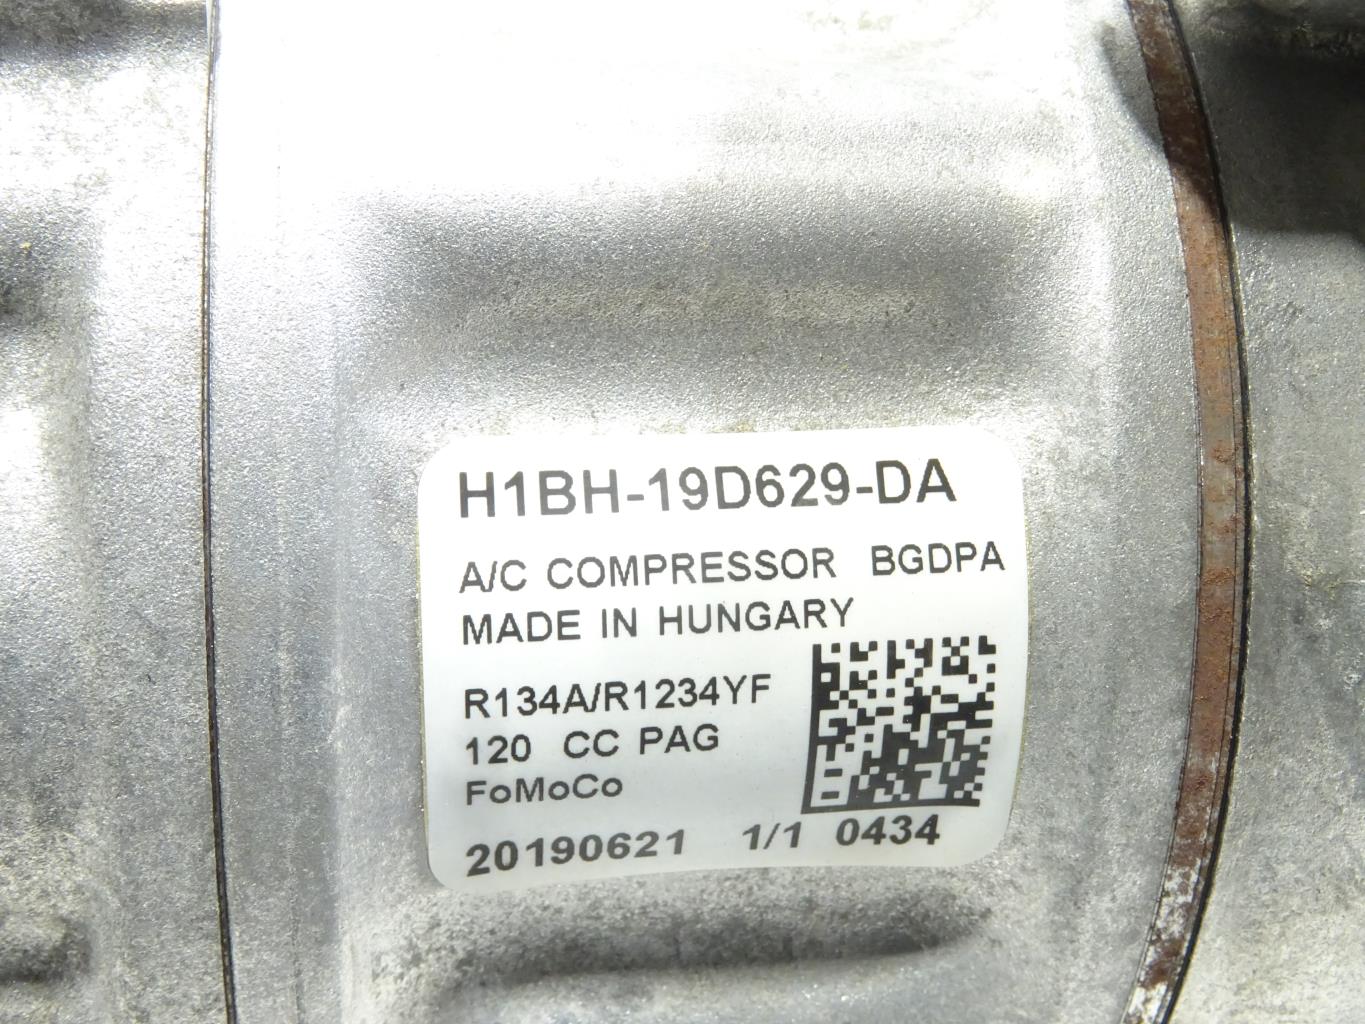 H1BH-19D629-DA
A/C COMPRESSOR BGDPA
MADE IN HUNGARY
R134A/R1234YF
120 CC PAG
FoMoCo
20190621 1/1 0434